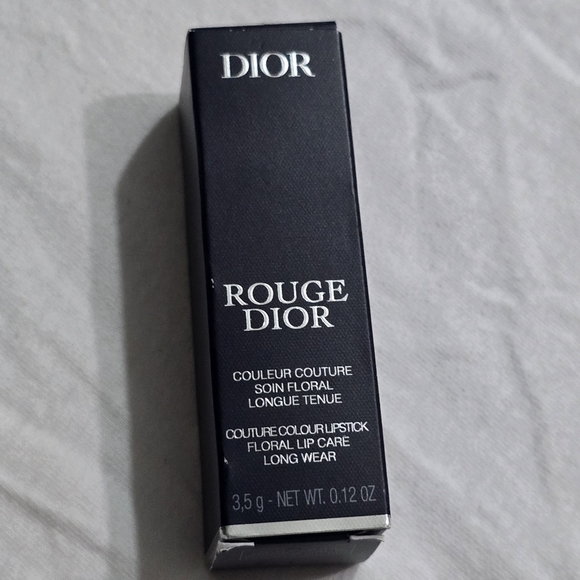 DIOR
ROUGE
DIOR
COULEUR COUTURE
SOIN FLORAL
LONGUE TENUE
COUTURE COLOUR LIPSTICK
FLORAL LIP CARE
LONG WEAR
3,5 g - NET WT. 0.12 OZ